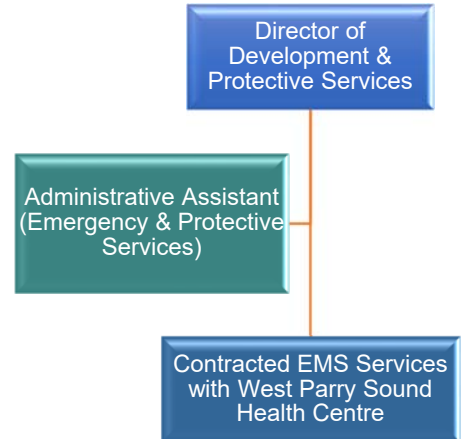 Director of
Development &
Protective Services
Administrative Assistant
(Emergency & Protective
Services)
Contracted EMS Services
with West Parry Sound
Health Centre